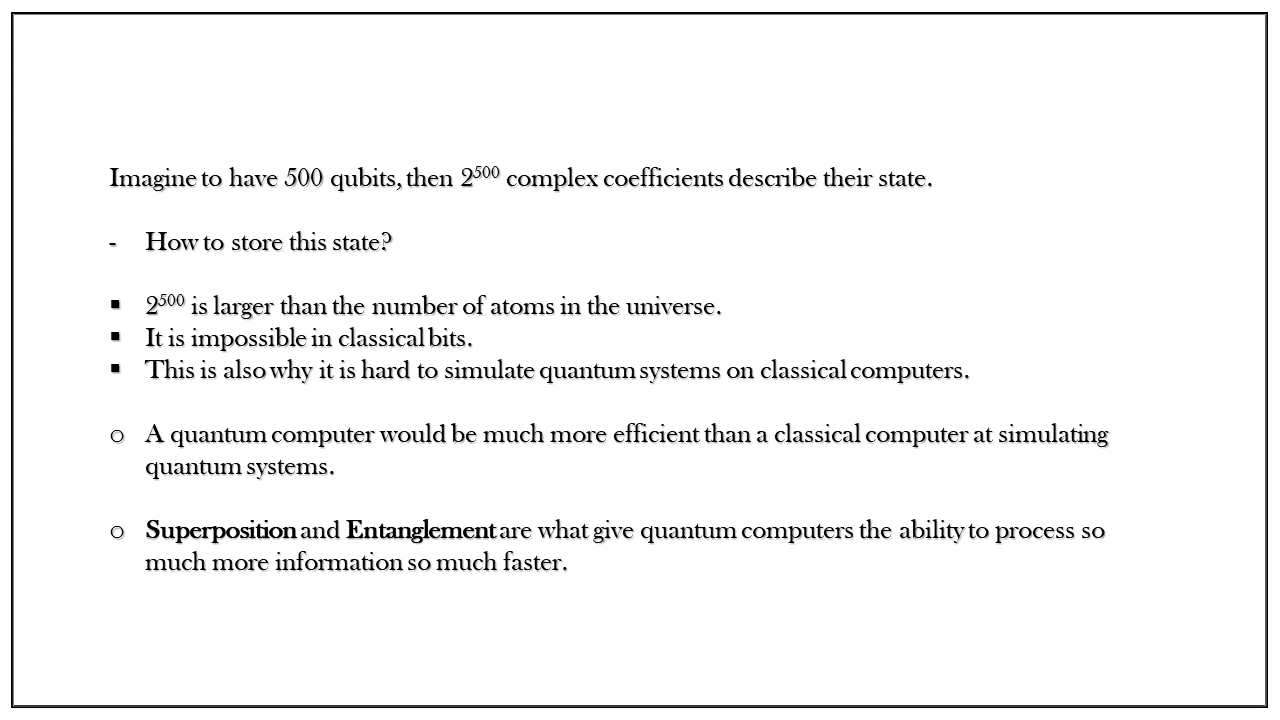 Imagine to have 500 qubits, then 2⁵⁰⁰ complex coefficients describe their state.
- How to store this state?
▪ 2⁵⁰⁰ is larger than the number of atoms in the universe.
▪ It is impossible in classical bits.
▪ This is also why it is hard to simulate quantum systems on classical computers.
o A quantum computer would be much more efficient than a classical computer at simulating
quantum systems.
o Superposition and Entanglement are what give quantum computers the ability to process so
much more information so much faster.